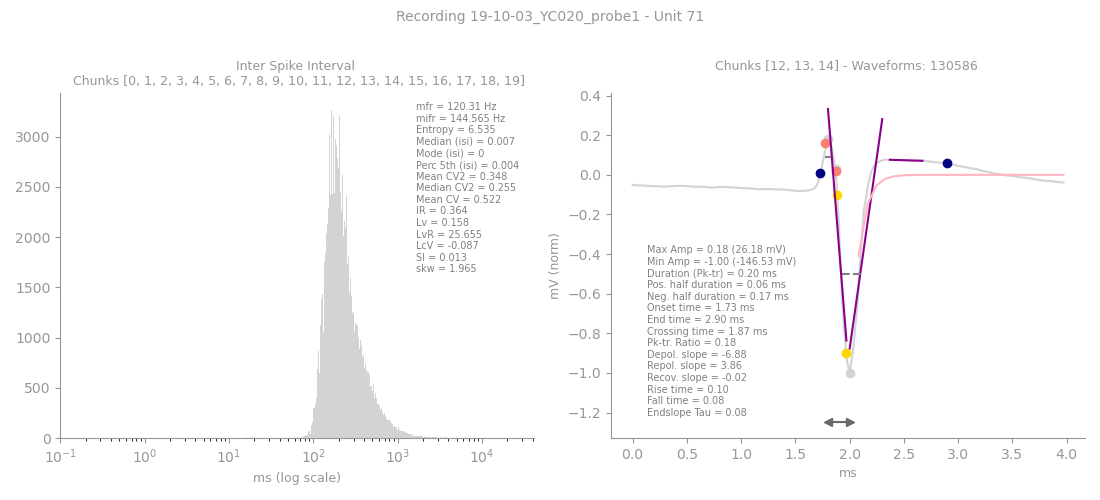 Recording 19-10-03_YC020_probe1 - Unit 71
Inter Spike Interval
Chunks [0, 1, 2, 3, 4, 5, 6, 7, 8, 9, 10, 11, 12, 13, 14, 15, 16, 17, 18, 19]
mfr = 120.31 Hz
mifr = 144.565 Hz
Entropy = 6.535
Median (isi) = 0.007
Mode (isi) = 0
Perc 5th (isi) = 0.004
Mean CV2 = 0.348
Median CV2 = 0.255
Mean CV = 0.522
IR = 0.364
Lv = 0.158
LvR = 25.655
LcV = -0.087
SI = 0.013
skw = 1.965
3000
2500
2000
1500
1000
500
0
10⁻¹ 10⁰ 10¹ 10² 10³ 10⁴
ms (log scale)
Chunks [12, 13, 14] - Waveforms: 130586
mV (norm)
0.4
0.2
0.0
−0.2
−0.4
−0.6
−0.8
−1.0
−1.2
Max Amp = 0.18 (26.18 mV)
Min Amp = -1.00 (-146.53 mV)
Duration (Pk-tr) = 0.20 ms
Pos. half duration = 0.06 ms
Neg. half duration = 0.17 ms
Onset time = 1.73 ms
End time = 2.90 ms
Crossing time = 1.87 ms
Pk-tr. Ratio = 0.18
Depol. slope = -6.88
Repol. slope = 3.86
Recov. slope = -0.02
Rise time = 0.10
Fall time = 0.08
Endslope Tau = 0.08
0.0 0.5 1.0 1.5 2.0 2.5 3.0 3.5 4.0
ms